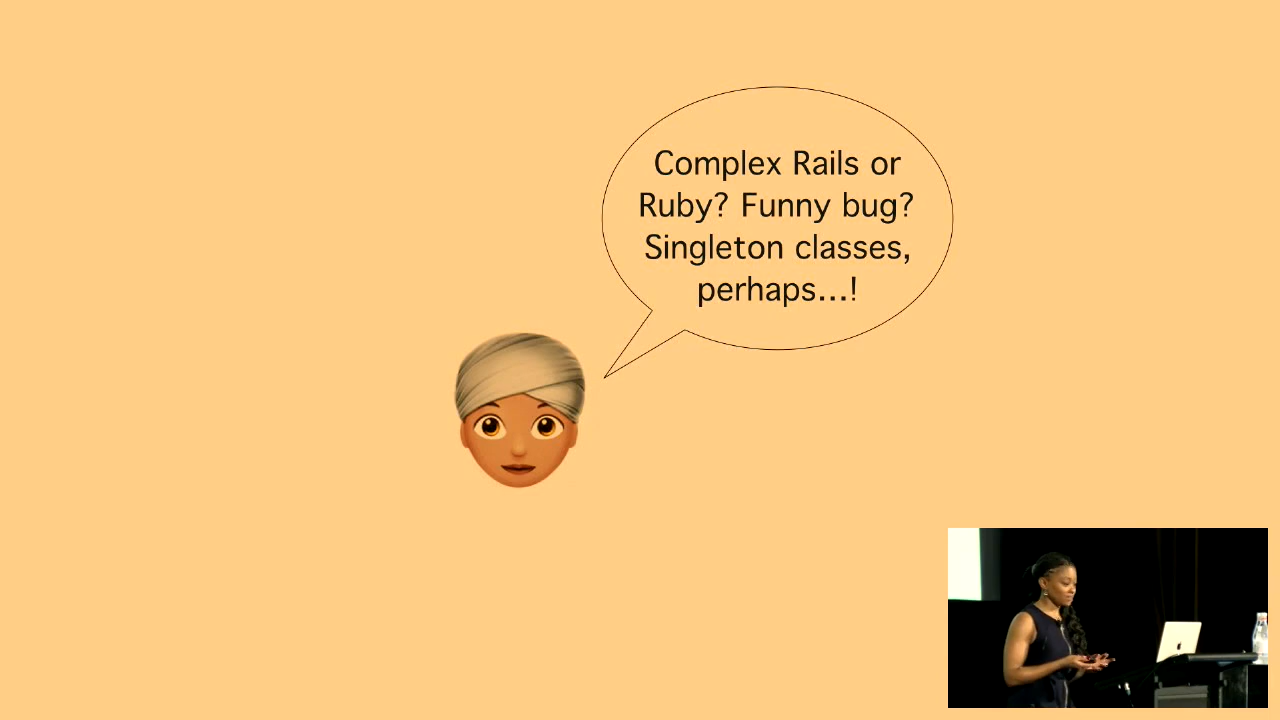 Complex Rails or
Ruby? Funny bug?
Singleton classes,
perhaps...!